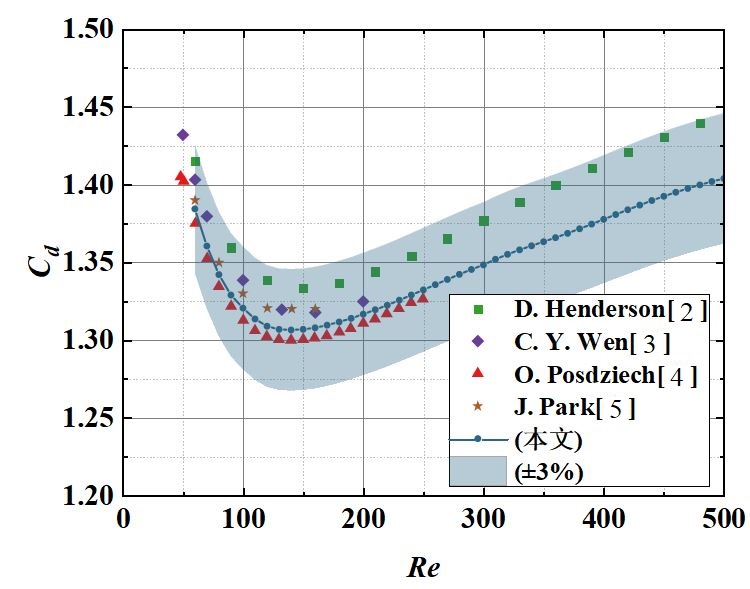 1.50
1.45
1.40
1.35
1.30
1.25
1.20
C_d
D. Henderson[2]
C. Y. Wen[3]
O. Posdziech[4]
J. Park[5]
(本文)
(±3%)
0 100 200 300 400 500
Re